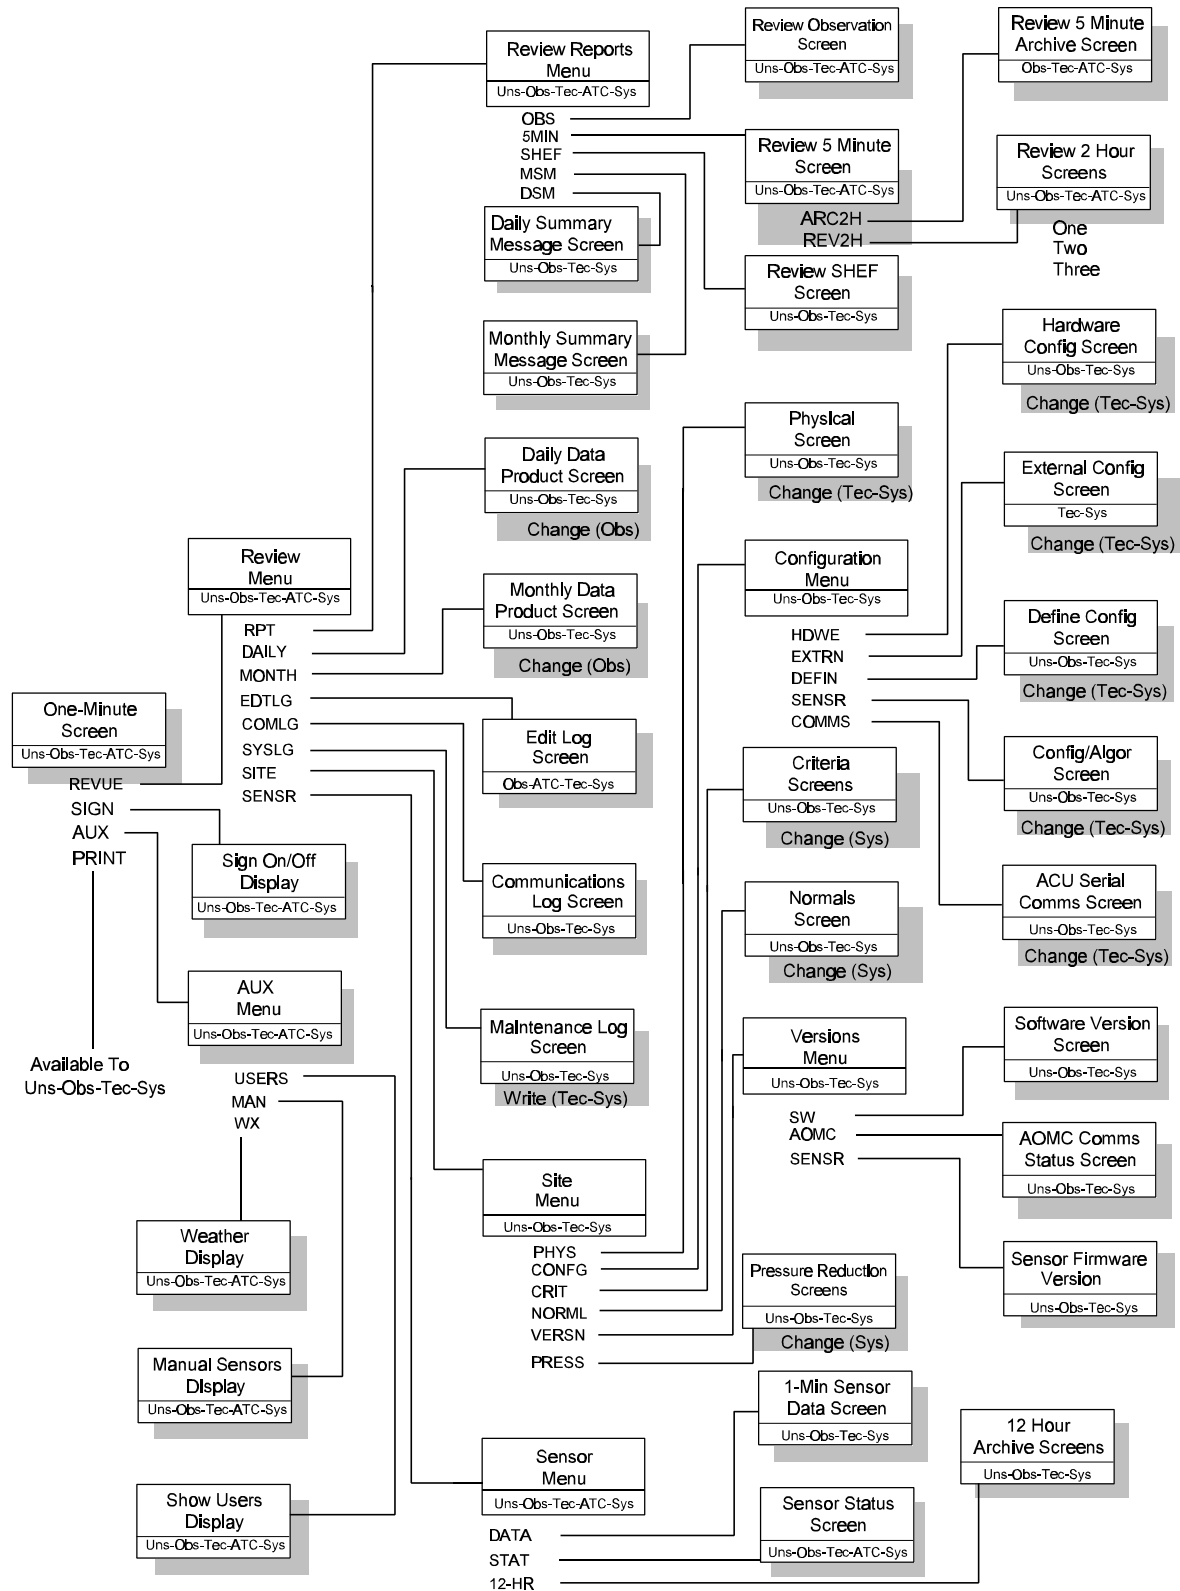 Review Reports
Menu
Uns-Obs-Tec-ATC-Sys
OBS
5MIN
SHEF
MSM
DSM
Review Observation
Screen
Uns-Obs-Tec-ATC-Sys
Review 5 Minute
Archive Screen
Obs-Tec-ATC-Sys
Review 5 Minute
Screen
Uns-Obs-Tec-ATC-Sys
ARC2H
REV2H
Review 2 Hour
Screens
Uns-Obs-Tec-ATC-Sys
One
Two
Three
Daily Summary
Message Screen
Uns-Obs-Tec-Sys
Review SHEF
Screen
Uns-Obs-Tec-Sys
Monthly Summary
Message Screen
Uns-Obs-Tec-Sys
Hardware
Config Screen
Uns-Obs-Tec-Sys
Change (Tec-Sys)
Physical
Screen
Uns-Obs-Tec-Sys
Change (Tec-Sys)
Daily Data
Product Screen
Uns-Obs-Tec-Sys
Change (Obs)
External Config
Screen
Tec-Sys
Change (Tec-Sys)
Review
Menu
Uns-Obs-Tec-ATC-Sys
RPT
DAILY
MONTH
EDTLG
COMLG
SYSLG
SITE
SENSR
Configuration
Menu
Uns-Obs-Tec-Sys
HDWE
EXTRN
DEFIN
SENSR
COMMS
Monthly Data
Product Screen
Uns-Obs-Tec-Sys
Change (Obs)
Define Config
Screen
Uns-Obs-Tec-Sys
Change (Tec-Sys)
One-Minute
Screen
Uns-Obs-Tec-ATC-Sys
REVUE
SIGN
AUX
PRINT
Available To
Uns-Obs-Tec-Sys
Edit Log
Screen
Obs-ATC-Tec-Sys
Criteria
Screens
Uns-Obs-Tec-Sys
Change (Sys)
Config/Algor
Screen
Uns-Obs-Tec-Sys
Change (Tec-Sys)
Sign On/Off
Display
Uns-Obs-Tec-ATC-Sys
Communications
Log Screen
Uns-Obs-Tec-Sys
Normals
Screen
Uns-Obs-Tec-Sys
Change (Sys)
ACU Serial
Comms Screen
Uns-Obs-Tec-Sys
Change (Tec-Sys)
AUX
Menu
Uns-Obs-Tec-ATC-Sys
USERS
MAN
WX
Maintenance Log
Screen
Uns-Obs-Tec-Sys
Write (Tec-Sys)
Versions
Menu
Uns-Obs-Tec-Sys
SW
AOMC
SENSR
Software Version
Screen
Uns-Obs-Tec-Sys
AOMC Comms
Status Screen
Uns-Obs-Tec-Sys
Site
Menu
Uns-Obs-Tec-Sys
PHYS
CONFG
CRIT
NORML
VERSN
PRESS
Weather
Display
Uns-Obs-Tec-ATC-Sys
Pressure Reduction
Screens
Uns-Obs-Tec-Sys
Change (Sys)
Sensor Firmware
Version
Uns-Obs-Tec-Sys
Manual Sensors
Display
Uns-Obs-Tec-ATC-Sys
1-Min Sensor
Data Screen
Uns-Obs-Tec-Sys
12 Hour
Archive Screens
Uns-Obs-Tec-Sys
Sensor
Menu
Uns-Obs-Tec-ATC-Sys
DATA
STAT
12-HR
Show Users
Display
Uns-Obs-Tec-ATC-Sys
Sensor Status
Screen
Uns-Obs-Tec-ATC-Sys